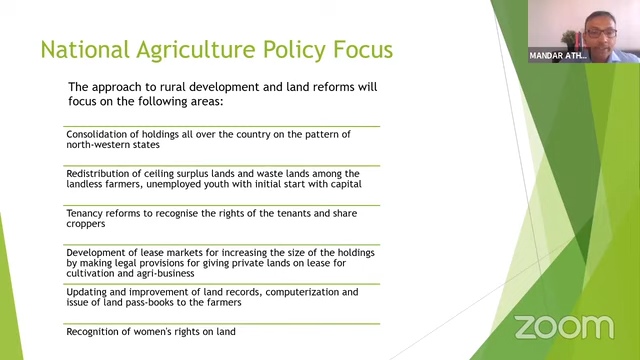 National Agriculture Policy Focus
MANDAR ATH...
The approach to rural development and land reforms will
focus on the following areas:
Consolidation of holdings all over the country on the pattern of
north-western states
Redistribution of ceiling surplus lands and waste lands among the
landless farmers, unemployed youth with initial start with capital
Tenancy reforms to recognise the rights of the tenants and share
croppers
Development of lease markets for increasing the size of the holdings
by making legal provisions for giving private lands on lease for
cultivation and agri-business
Updating and improvement of land records, computerization and
issue of land pass-books to the farmers
Recognition of women's rights on land
zoom